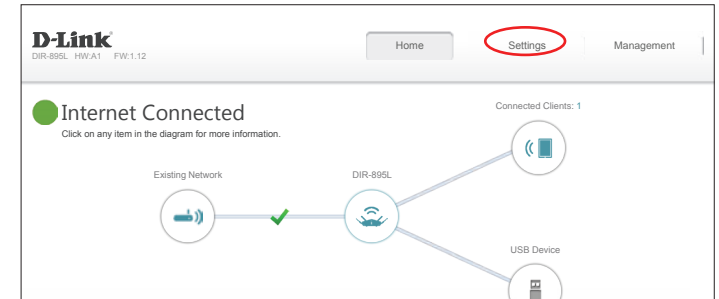 D-Link
DIR-895L HW:A1 FW:1.12
Home Settings Management
Internet Connected
Click on any item in the diagram for more information.
Connected Clients: 1
Existing Network DIR-895L
USB Device